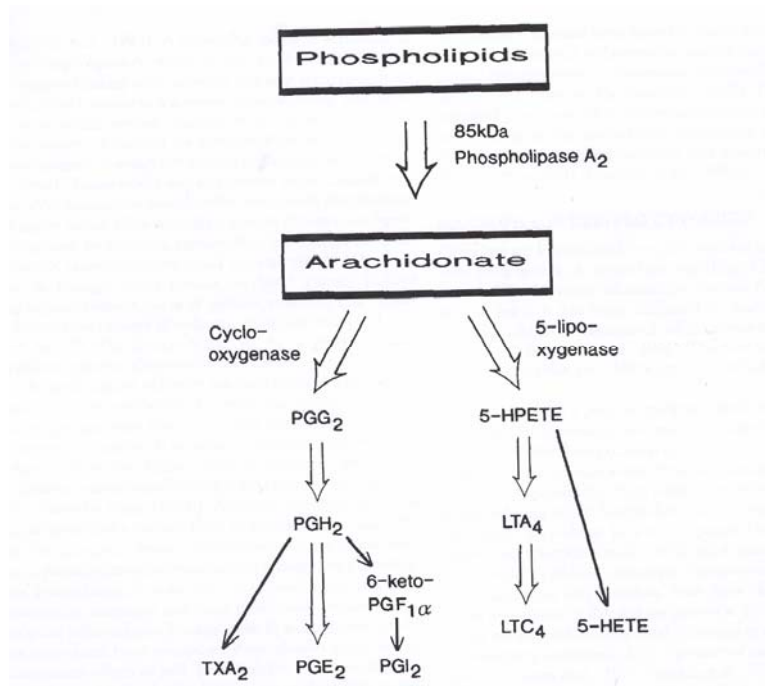 Phospholipids
85kDa
Phospholipase A₂
Arachidonate
Cyclo-
oxygenase
5-lipo-
xygenase
PGG₂
5-HPETE
PGH₂
LTA₄
6-keto-
PGF₁α
LTC₄
5-HETE
TXA₂
PGE₂
PGI₂